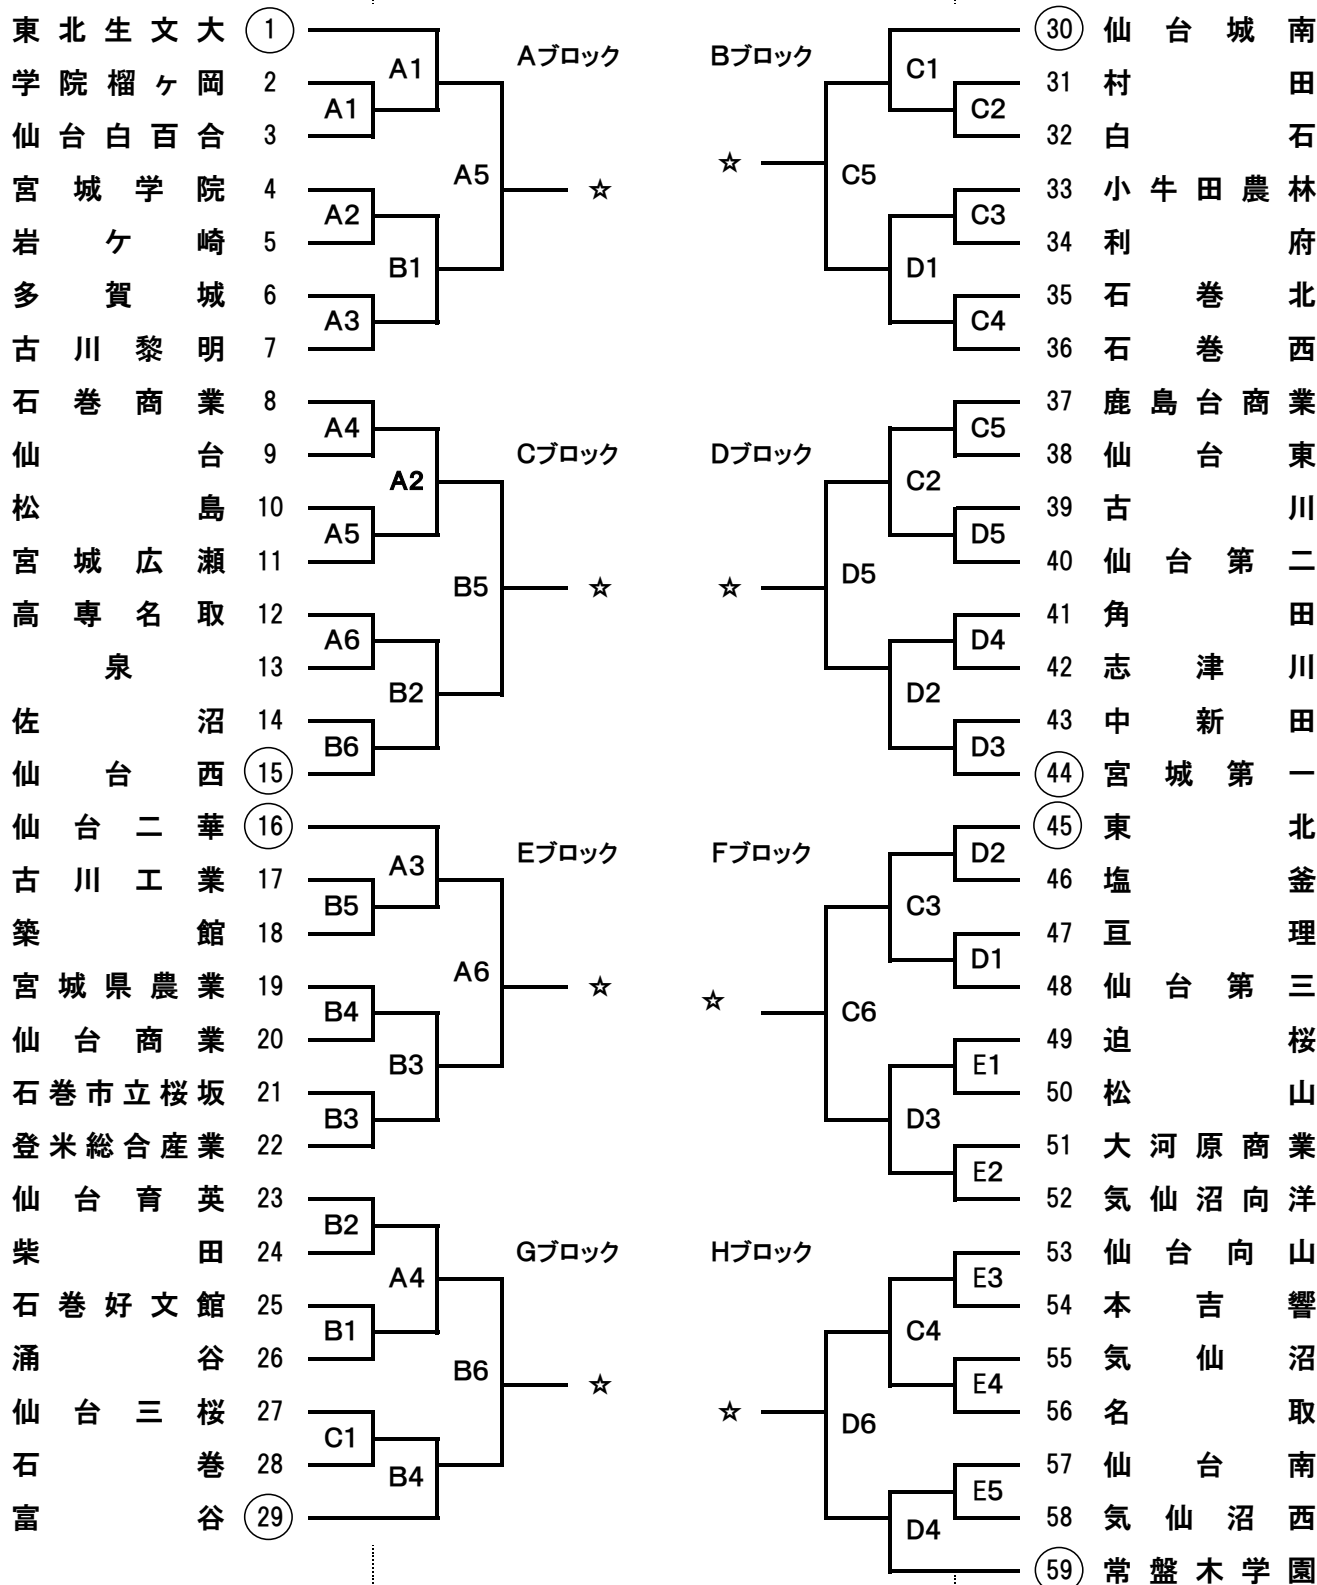 東北生文大 ①
学院榴ヶ岡 2
仙台白百合 3
宮城学院 4
岩ケ崎 5
多賀城 6
古川黎明 7
石巻商業 8
仙台 9
松島 10
宮城広瀬 11
高専名取 12
泉 13
佐沼 14
仙台西 ⑮
仙台二華 ⑯
古川工業 17
築館 18
宮城県農業 19
仙台商業 20
石巻市立桜坂 21
登米総合産業 22
仙台育英 23
柴田 24
石巻好文館 25
涌谷 26
仙台三桜 27
石巻 28
富谷 ㉙
A1
A2
A3
A4
A5
A6
B6
B5
B4
B3
B2
B1
C1
A1
B1
A2
B2
A3
B3
A4
B4
A5
B5
A6
B6
Aブロック
☆
Cブロック
☆
Eブロック
☆
Gブロック
☆
Bブロック
☆
Dブロック
☆
Fブロック
☆
Hブロック
☆
C5
D5
C6
D6
C1
D1
C2
D2
C3
D3
C4
D4
C2
C3
C4
C5
D5
D4
D3
D2
D1
E1
E2
E3
E4
E5
㉚ 仙台城南
31 村田
32 白石
33 小牛田農林
34 利府
35 石巻北
36 石巻西
37 鹿島台商業
38 仙台東
39 古川
40 仙台第二
41 角田
42 志津川
43 中新田
㊹ 宮城第一
㊺ 東北
46 塩釜
47 亘理
48 仙台第三
49 迫桜
50 松山
51 大河原商業
52 気仙沼向洋
53 仙台向山
54 本吉響
55 気仙沼
56 名取
57 仙台南
58 気仙沼西
59 常盤木学園